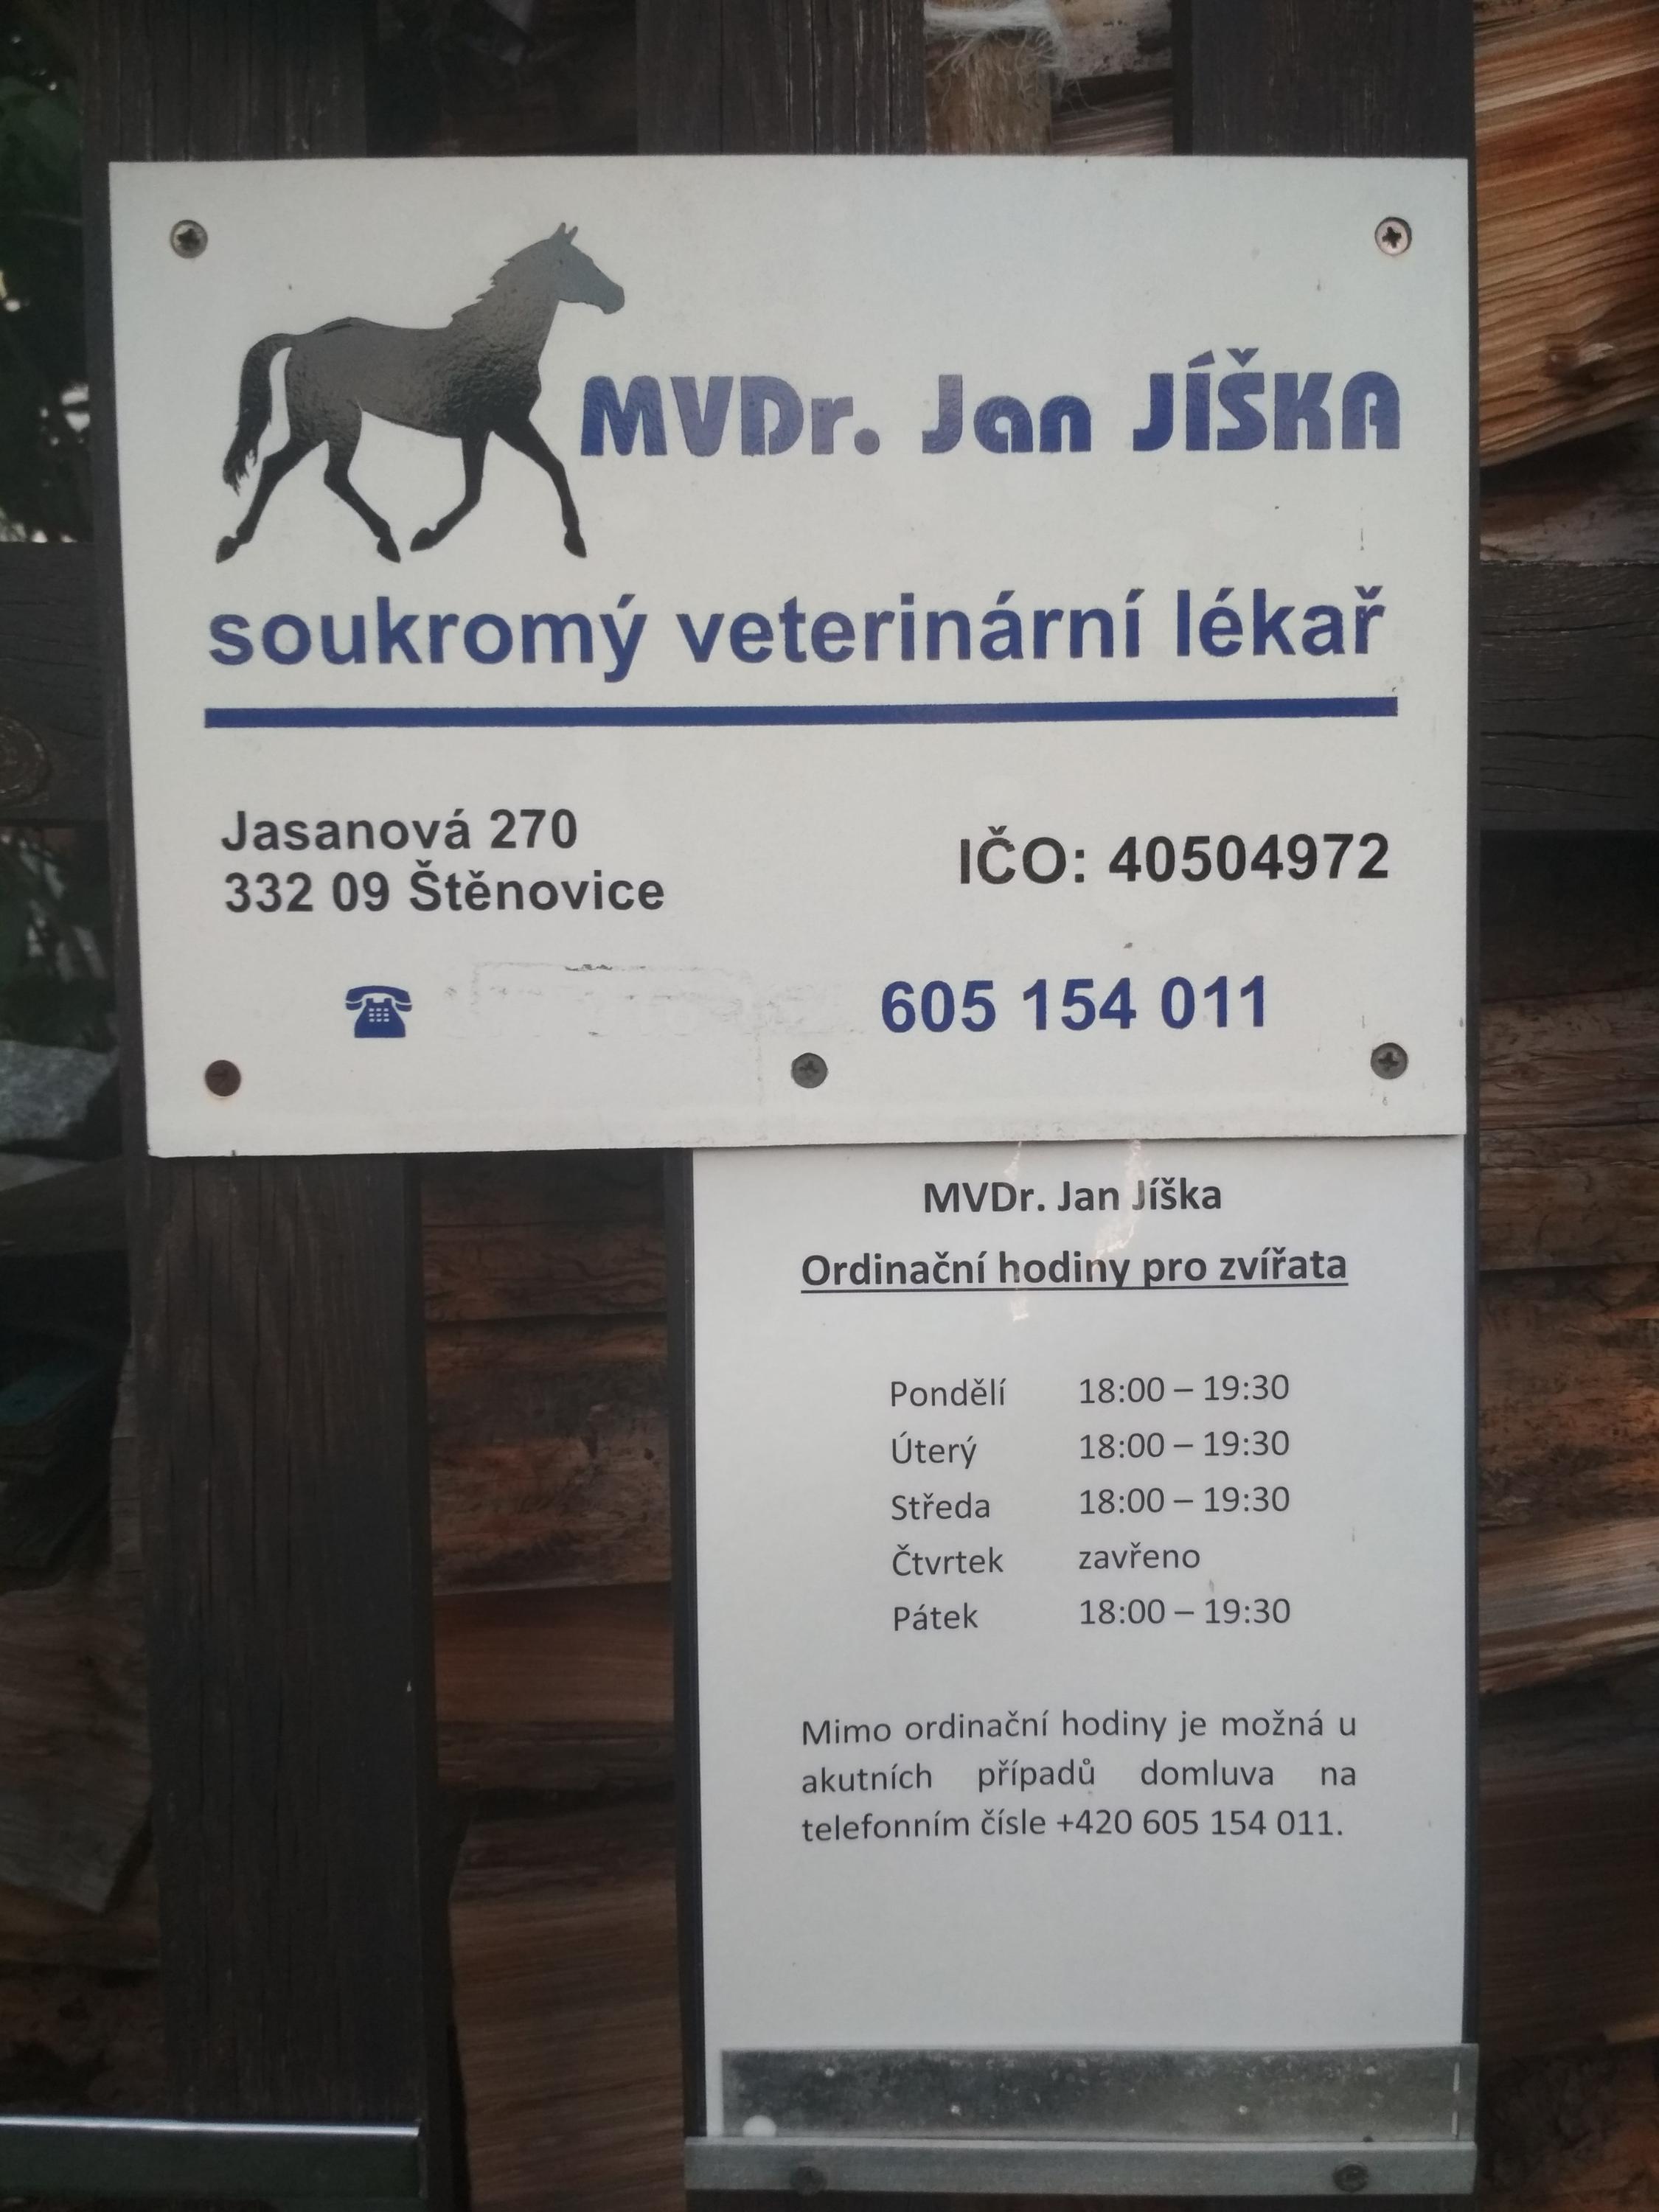 MVDr. Jan JÍŠKA
soukromý veterinární lékař
Jasanová 270
332 09 Štěnovice
IČO: 40504972
605 154 011
MVDr. Jan Jíška
Ordinační hodiny pro zvířata
Pondělí 18:00 – 19:30
Úterý 18:00 – 19:30
Středa 18:00 – 19:30
Čtvrtek zavřeno
Pátek 18:00 – 19:30
Mimo ordinační hodiny je možná u
akutních případů domluva na
telefonním čísle +420 605 154 011.